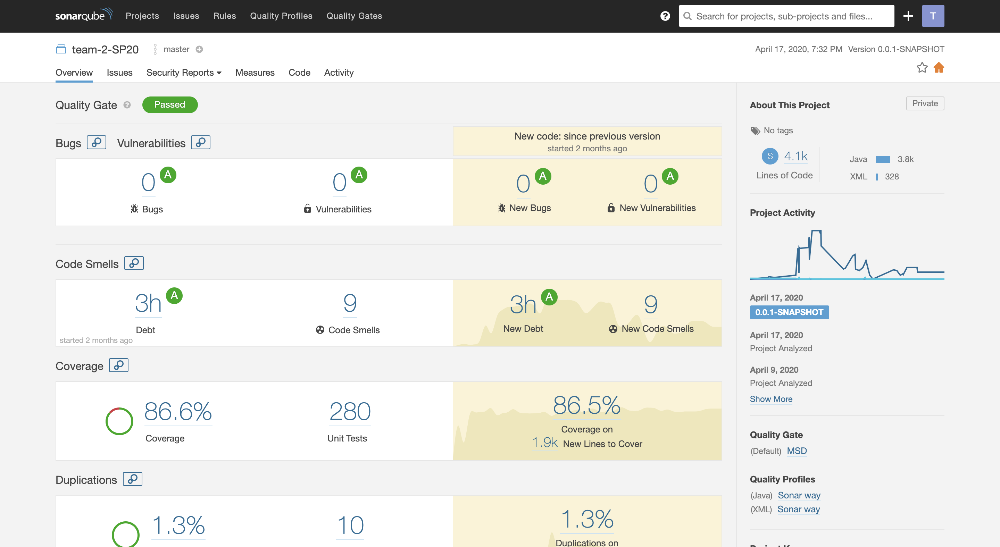 sonarqube Projects Issues Rules Quality Profiles Quality Gates ? Search for projects, sub-projects and files... T
team-2-SP20 master April 17, 2020, 7:32 PM Version 0.0.1-SNAPSHOT
Overview Issues Security Reports Measures Code Activity
Quality Gate ? Passed
Bugs Vulnerabilities
New code: since previous version
started 2 months ago
0 A
Bugs
0 A
Vulnerabilities
0 A
New Bugs
0 A
New Vulnerabilities
Code Smells
3h A
Debt
started 2 months ago
9
Code Smells
3h A
New Debt
9
New Code Smells
Coverage
86.6%
Coverage
280
Unit Tests
86.5%
Coverage on
1.9k New Lines to Cover
Duplications
1.3%
10
1.3%
Duplications on
About This Project Private
No tags
S 4.1k
Lines of Code
Java 3.8k
XML 328
Project Activity
April 17, 2020
0.0.1-SNAPSHOT
April 17, 2020
Project Analyzed
April 9, 2020
Project Analyzed
Show More
Quality Gate
(Default) MSD
Quality Profiles
(Java) Sonar way
(XML) Sonar way